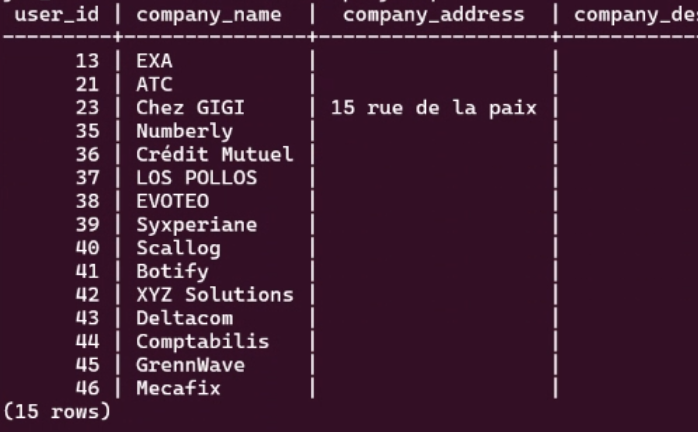 user_id | company_name | company_address | company_des
---------+----------------+------------------+---------
13 | EXA | |
21 | ATC | |
23 | Chez GIGI | 15 rue de la paix |
35 | Numberly | |
36 | Crédit Mutuel | |
37 | LOS POLLOS | |
38 | EVOTEO | |
39 | Syxperiane | |
40 | Scallog | |
41 | Botify | |
42 | XYZ Solutions | |
43 | Deltacom | |
44 | Comptabilis | |
45 | GrennWave | |
46 | Mecafix | |
(15 rows)